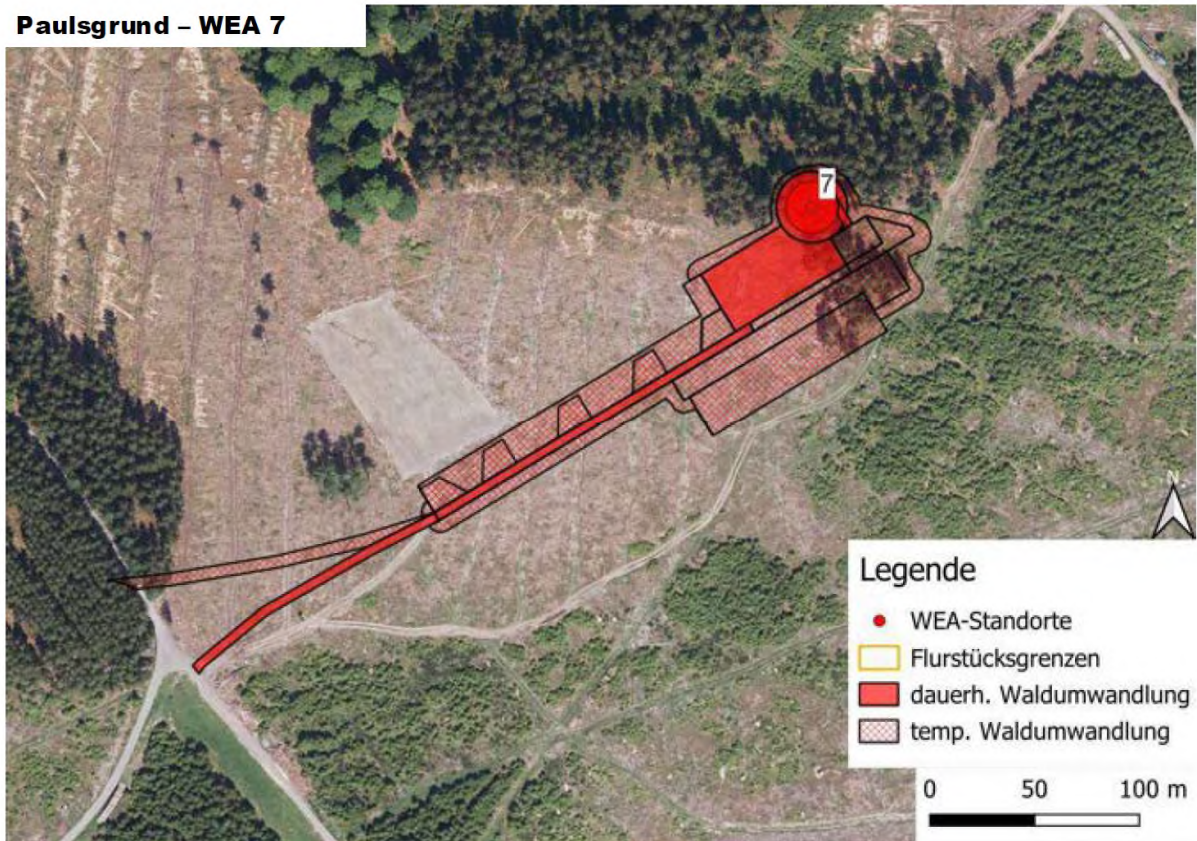 Paulsgrund – WEA 7
7
N
Legende
WEA-Standorte
Flurstücksgrenzen
dauerh. Waldumwandlung
temp. Waldumwandlung
0 50 100 m